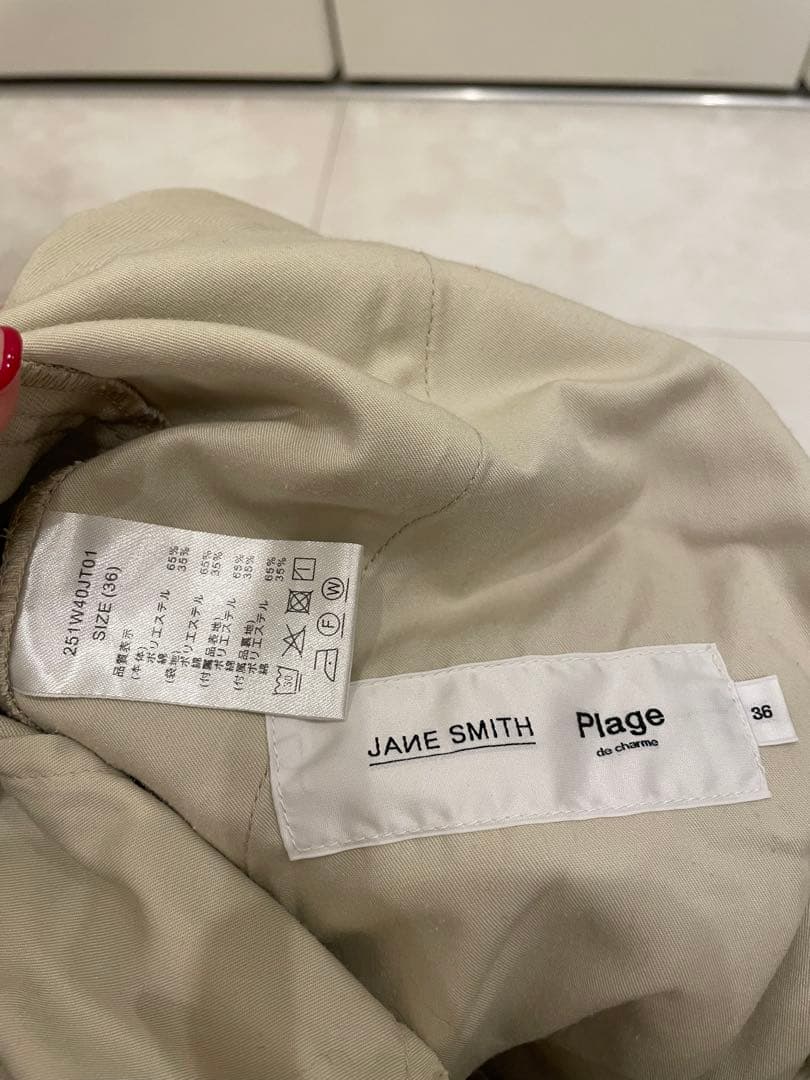 251W40JT01
SIZE (36)
品質表示
(本体)
ポリエステル 65%
綿 35%
(袋地)
ポリエステル 65%
綿 35%
(付属品表地)
ポリエステル 65%
綿 35%
(付属品裏地)
ポリエステル 65%
綿 35%
30
F
W
JANE SMITH
Plage
de charme
36